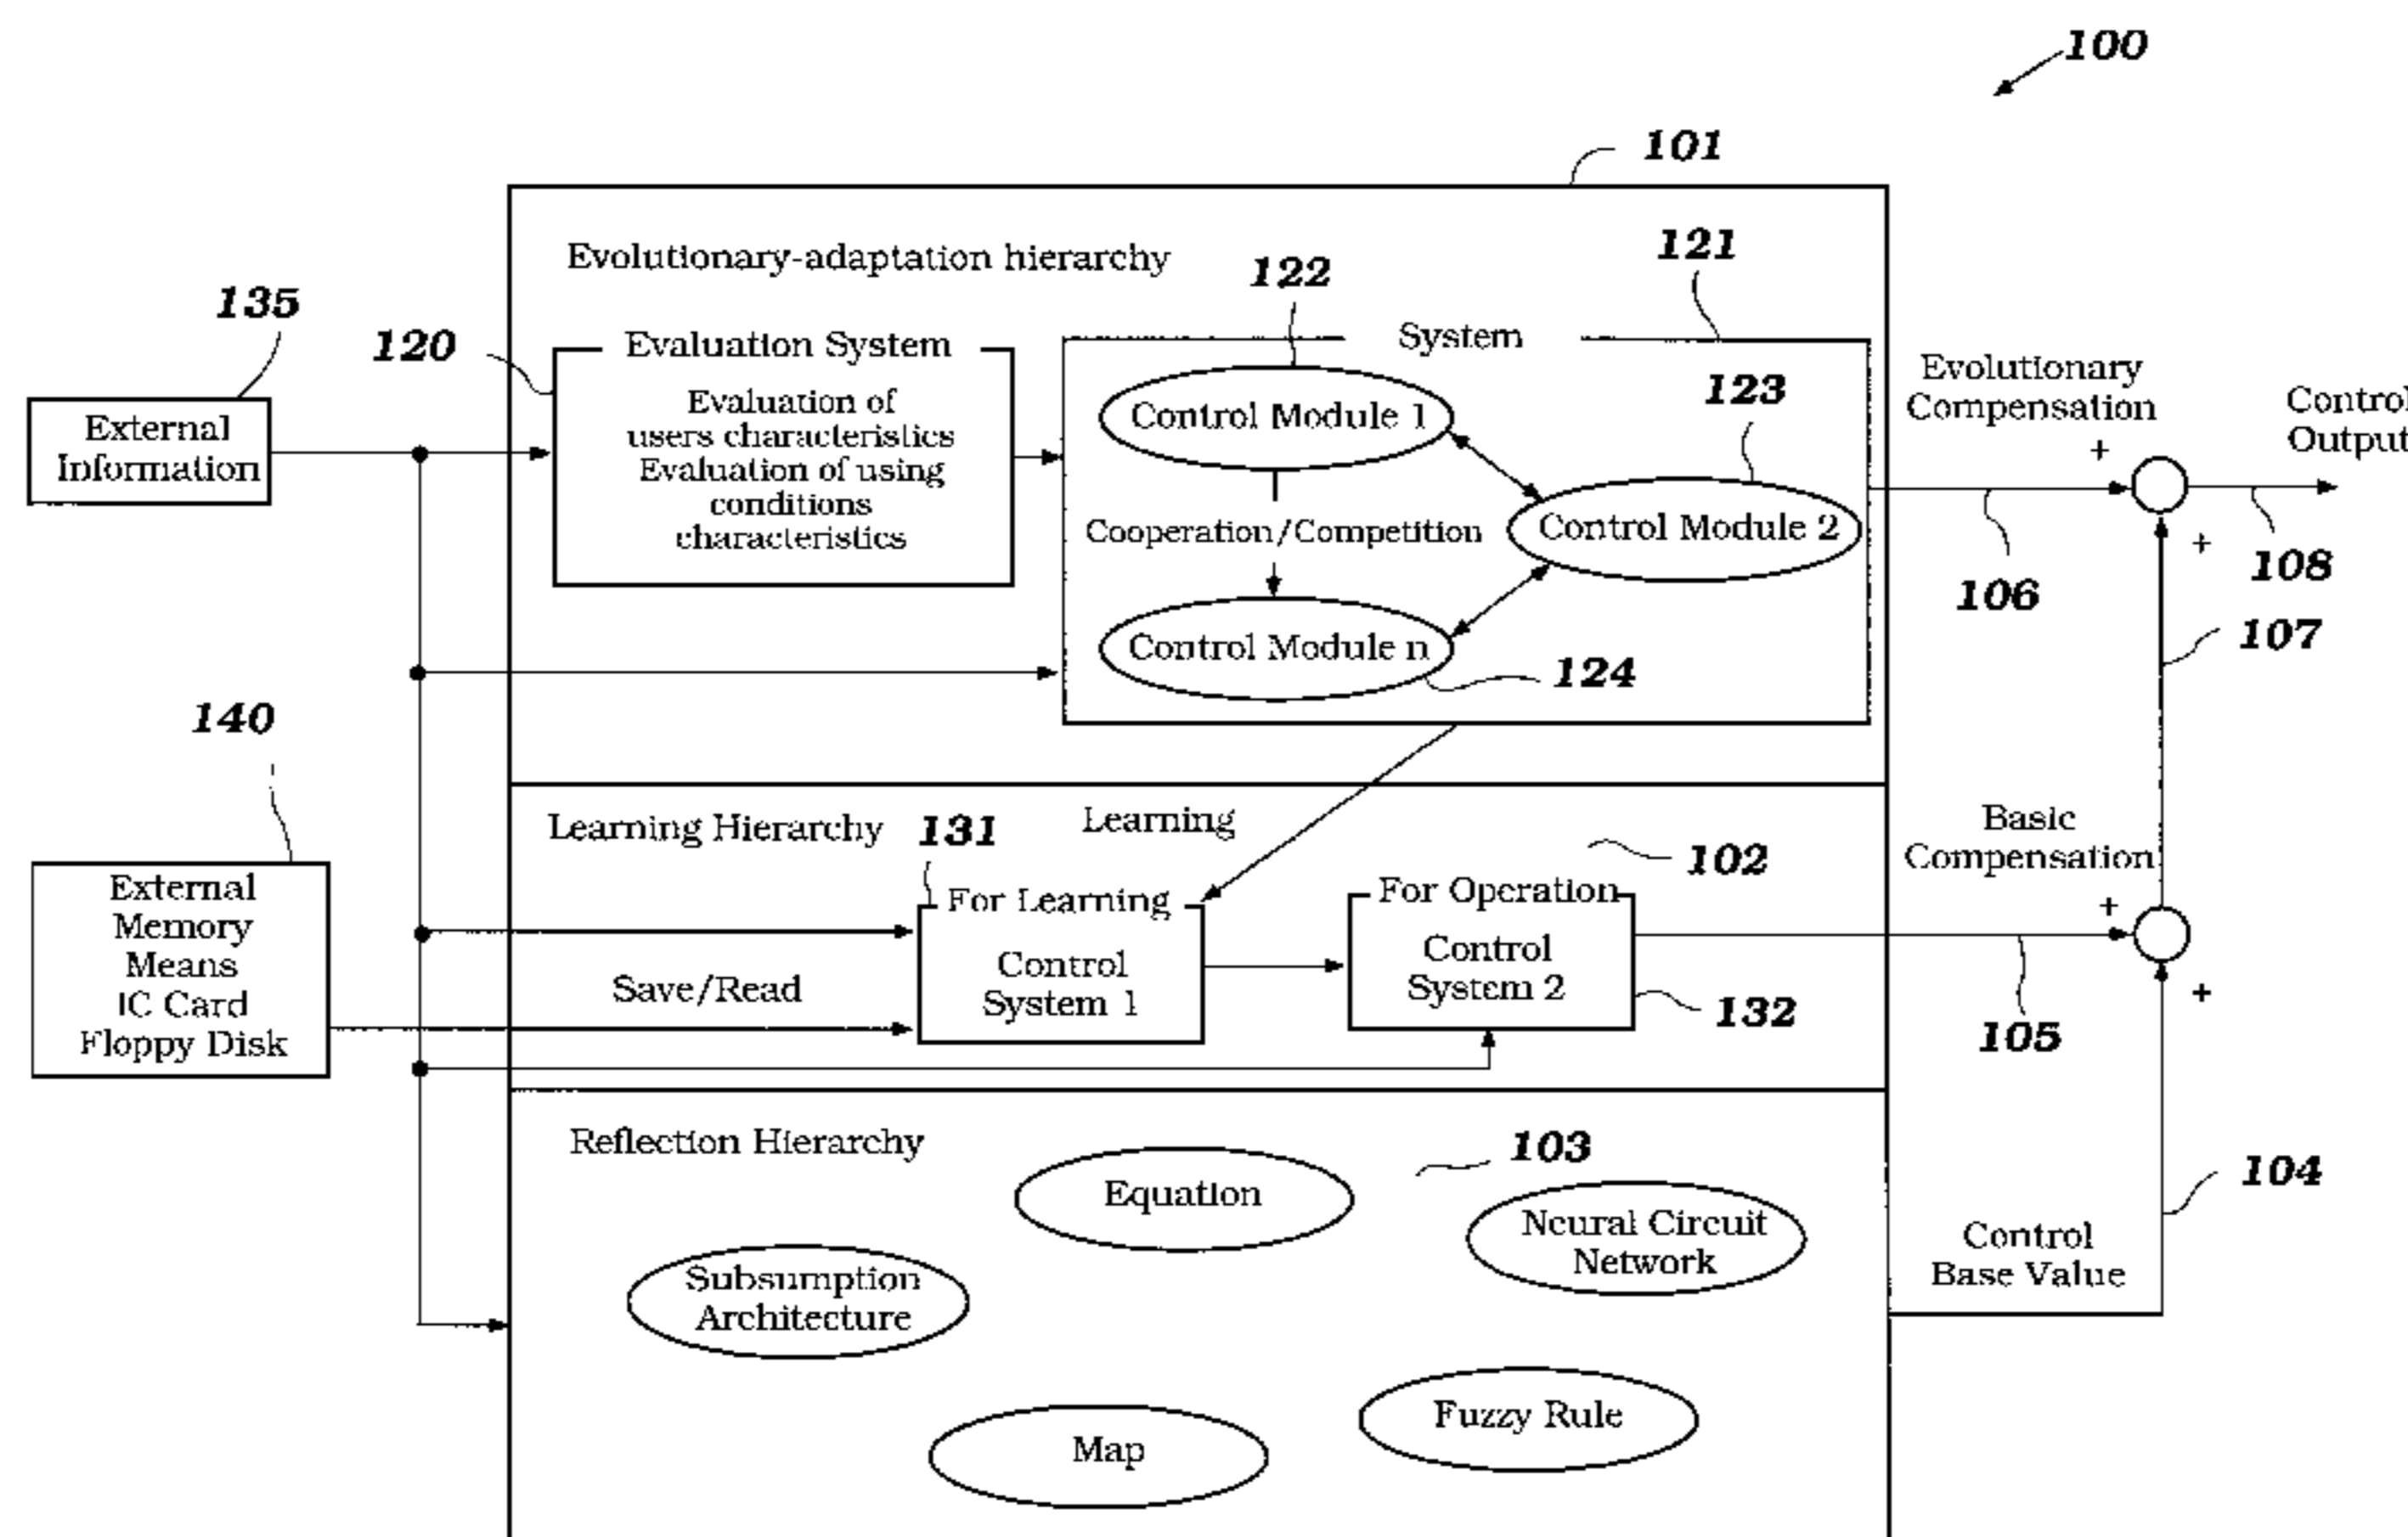 100
101
Evolutionary-adaptation hierarchy
121
122
135
120
Evaluation System
System
Evaluation of
users characteristics
Evaluation of using
conditions
characteristics
Control Module 1
123
Evolutionary
Compensation
Control
Output
External
Information
+
Cooperation/Competition
Control Module 2
+
108
106
107
Control Module n
124
140
Learning Hierarchy
131
Learning
102
Basic
Compensation
External
Memory
Means
IC Card
Floppy Disk
For Learning
For Operation
+
Control
System 1
Control
System 2
Save/Read
132
+
105
Reflection Hierarchy
103
Equation
104
Neural Circuit
Network
Control
Base Value
Subsumption
Architecture
Fuzzy Rule
Map